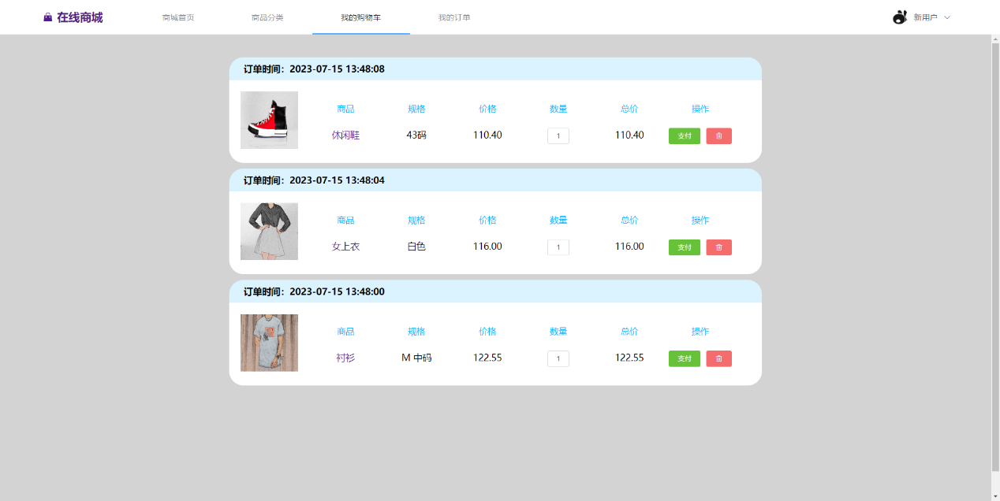 在线商城 商城首页 商品分类 我的购物车 我的订单 新用户
订单时间：2023-07-15 13:48:08
商品 规格 价格 数量 总价 操作
休闲鞋 43码 110.40 1 110.40 支付
订单时间：2023-07-15 13:48:04
商品 规格 价格 数量 总价 操作
女上衣 白色 116.00 1 116.00 支付
订单时间：2023-07-15 13:48:00
商品 规格 价格 数量 总价 操作
衬衫 M 中码 122.55 1 122.55 支付